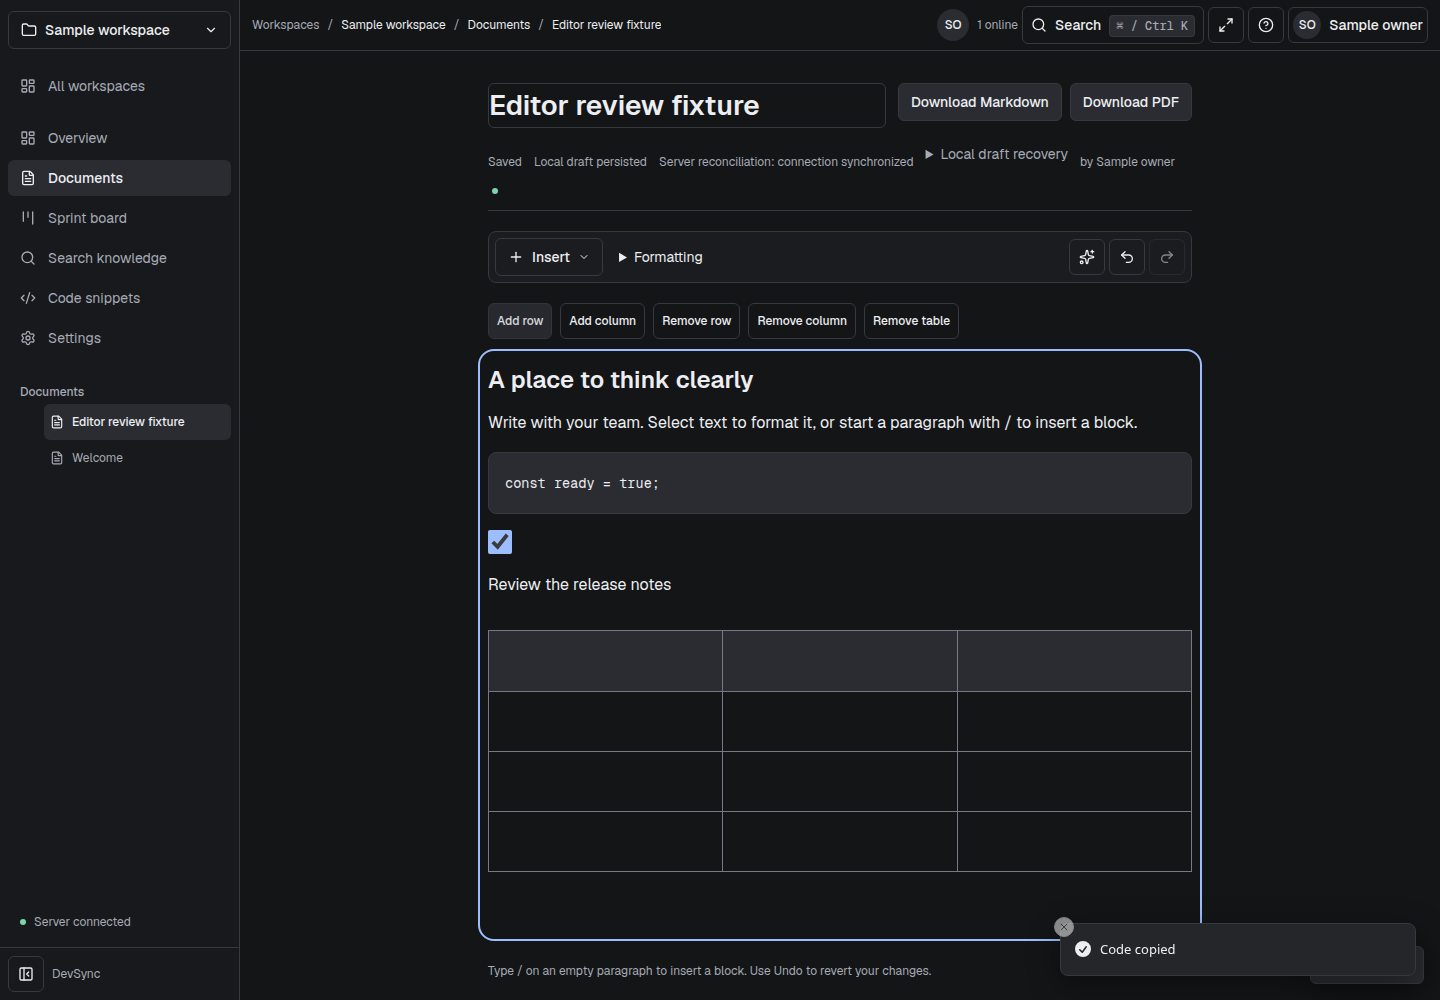 Sample workspace
All workspaces
Overview
Documents
Sprint board
Search knowledge
Code snippets
Settings
Documents
Editor review fixture
Welcome
Server connected
DevSync
Workspaces / Sample workspace / Documents / Editor review fixture
SO 1 online Search ⌘ / Ctrl K SO Sample owner
Editor review fixture
Download Markdown Download PDF
Saved Local draft persisted Server reconciliation: connection synchronized Local draft recovery by Sample owner
Insert Formatting
Add row Add column Remove row Remove column Remove table
A place to think clearly
Write with your team. Select text to format it, or start a paragraph with / to insert a block.
const ready = true;
Review the release notes
Type / on an empty paragraph to insert a block. Use Undo to revert your changes.
Code copied